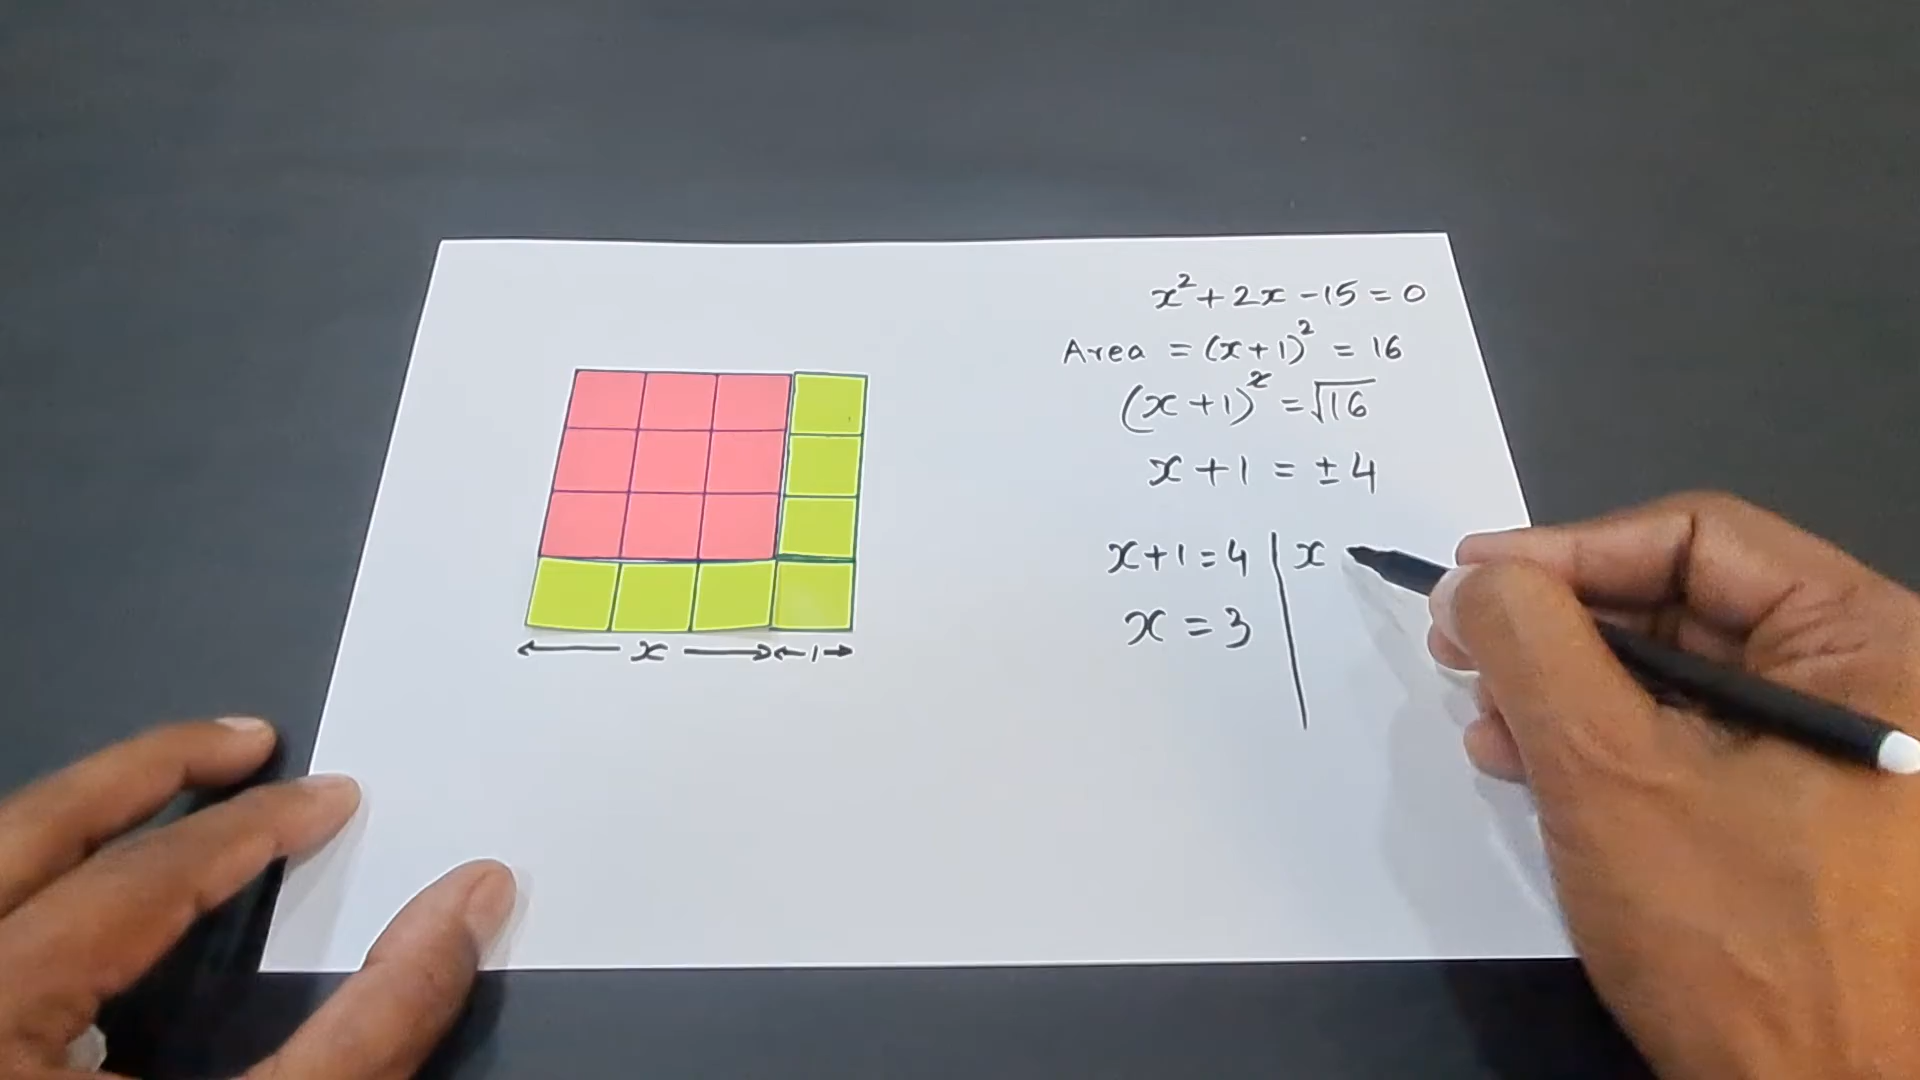 x² + 2x - 15 = 0
Area = (x+1)² = 16
(x+1)² = √16
x + 1 = ± 4
x+1 = 4 | x
x = 3
x 1